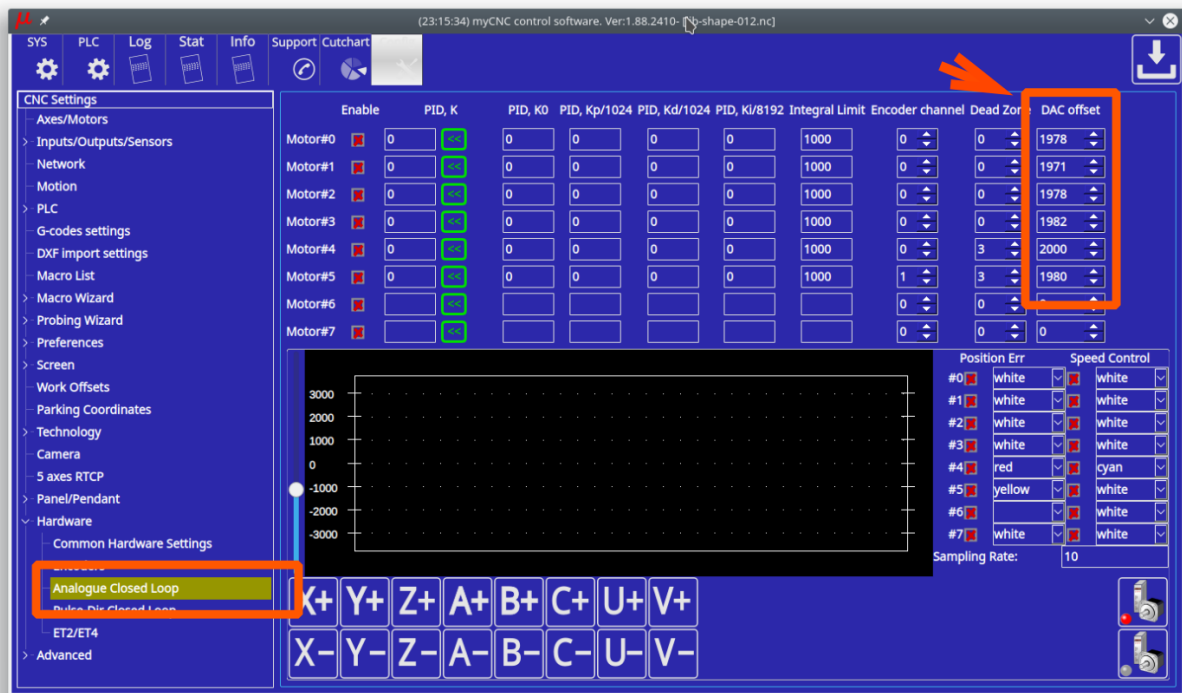 (23:15:34) myCNC control software. Ver:1.88.2410- [ b-shape-012.nc]
SYS PLC Log Stat Info Support Cutchart
CNC Settings
Axes/Motors
Inputs/Outputs/Sensors
Network
Motion
PLC
G-codes settings
DXF import settings
Macro List
Macro Wizard
Probing Wizard
Preferences
Screen
Work Offsets
Parking Coordinates
Technology
Camera
5 axes RTCP
Panel/Pendant
Hardware
Common Hardware Settings
Encoders
Analogue Closed Loop
Pulse-Dir Closed Loop
ET2/ET4
Advanced
Enable PID, K PID, K0 PID, Kp/1024 PID, Kd/1024 PID, Ki/8192 Integral Limit Encoder channel Dead Zone DAC offset
Motor#0 0 << 0 0 0 0 1000 0 0 1978
Motor#1 0 << 0 0 0 0 1000 0 0 1971
Motor#2 0 << 0 0 0 0 1000 0 0 1978
Motor#3 0 << 0 0 0 0 1000 0 0 1982
Motor#4 0 << 0 0 0 0 1000 0 3 2000
Motor#5 0 << 0 0 0 0 1000 1 3 1980
Motor#6 << 0 0
Motor#7 << 0 0 0
3000
2000
1000
0
-1000
-2000
-3000
Position Err Speed Control
#0 white white
#1 white white
#2 white white
#3 white white
#4 red cyan
#5 yellow white
#6 white
#7 white white
Sampling Rate: 10
X+ Y+ Z+ A+ B+ C+ U+ V+
X- Y- Z- A- B- C- U- V-